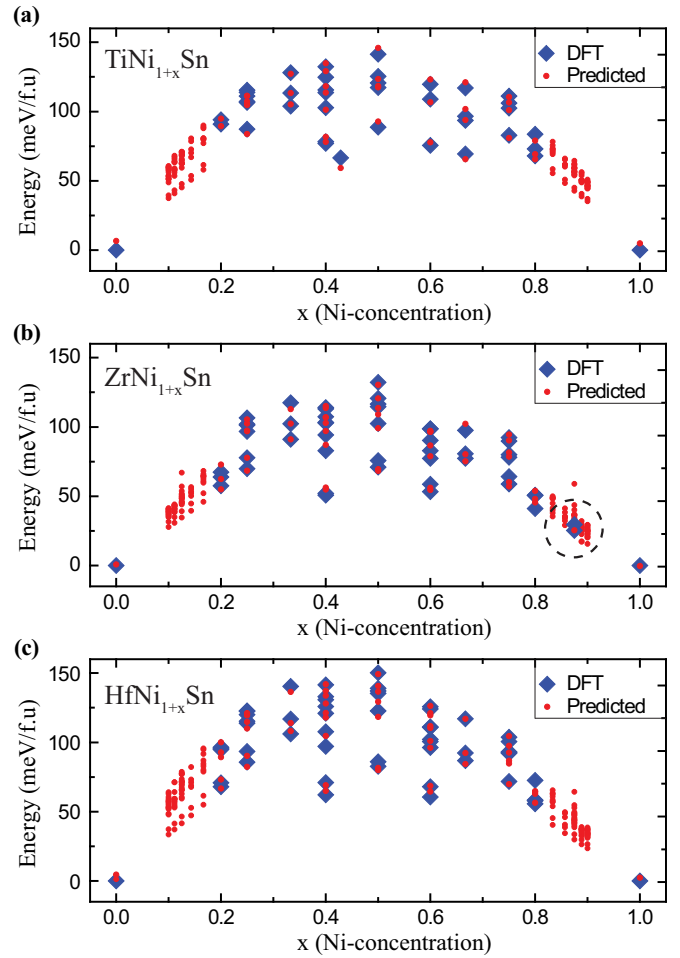 (a)
TiNi1+xSn
DFT
Predicted
Energy (meV/f.u)
150
100
50
0
0.0 0.2 0.4 0.6 0.8 1.0
x (Ni-concentration)
(b)
ZrNi1+xSn
DFT
Predicted
Energy (meV/f.u)
150
100
50
0
0.0 0.2 0.4 0.6 0.8 1.0
x (Ni-concentration)
(c)
HfNi1+xSn
DFT
Predicted
Energy (meV/f.u)
150
100
50
0
0.0 0.2 0.4 0.6 0.8 1.0
x (Ni-concentration)